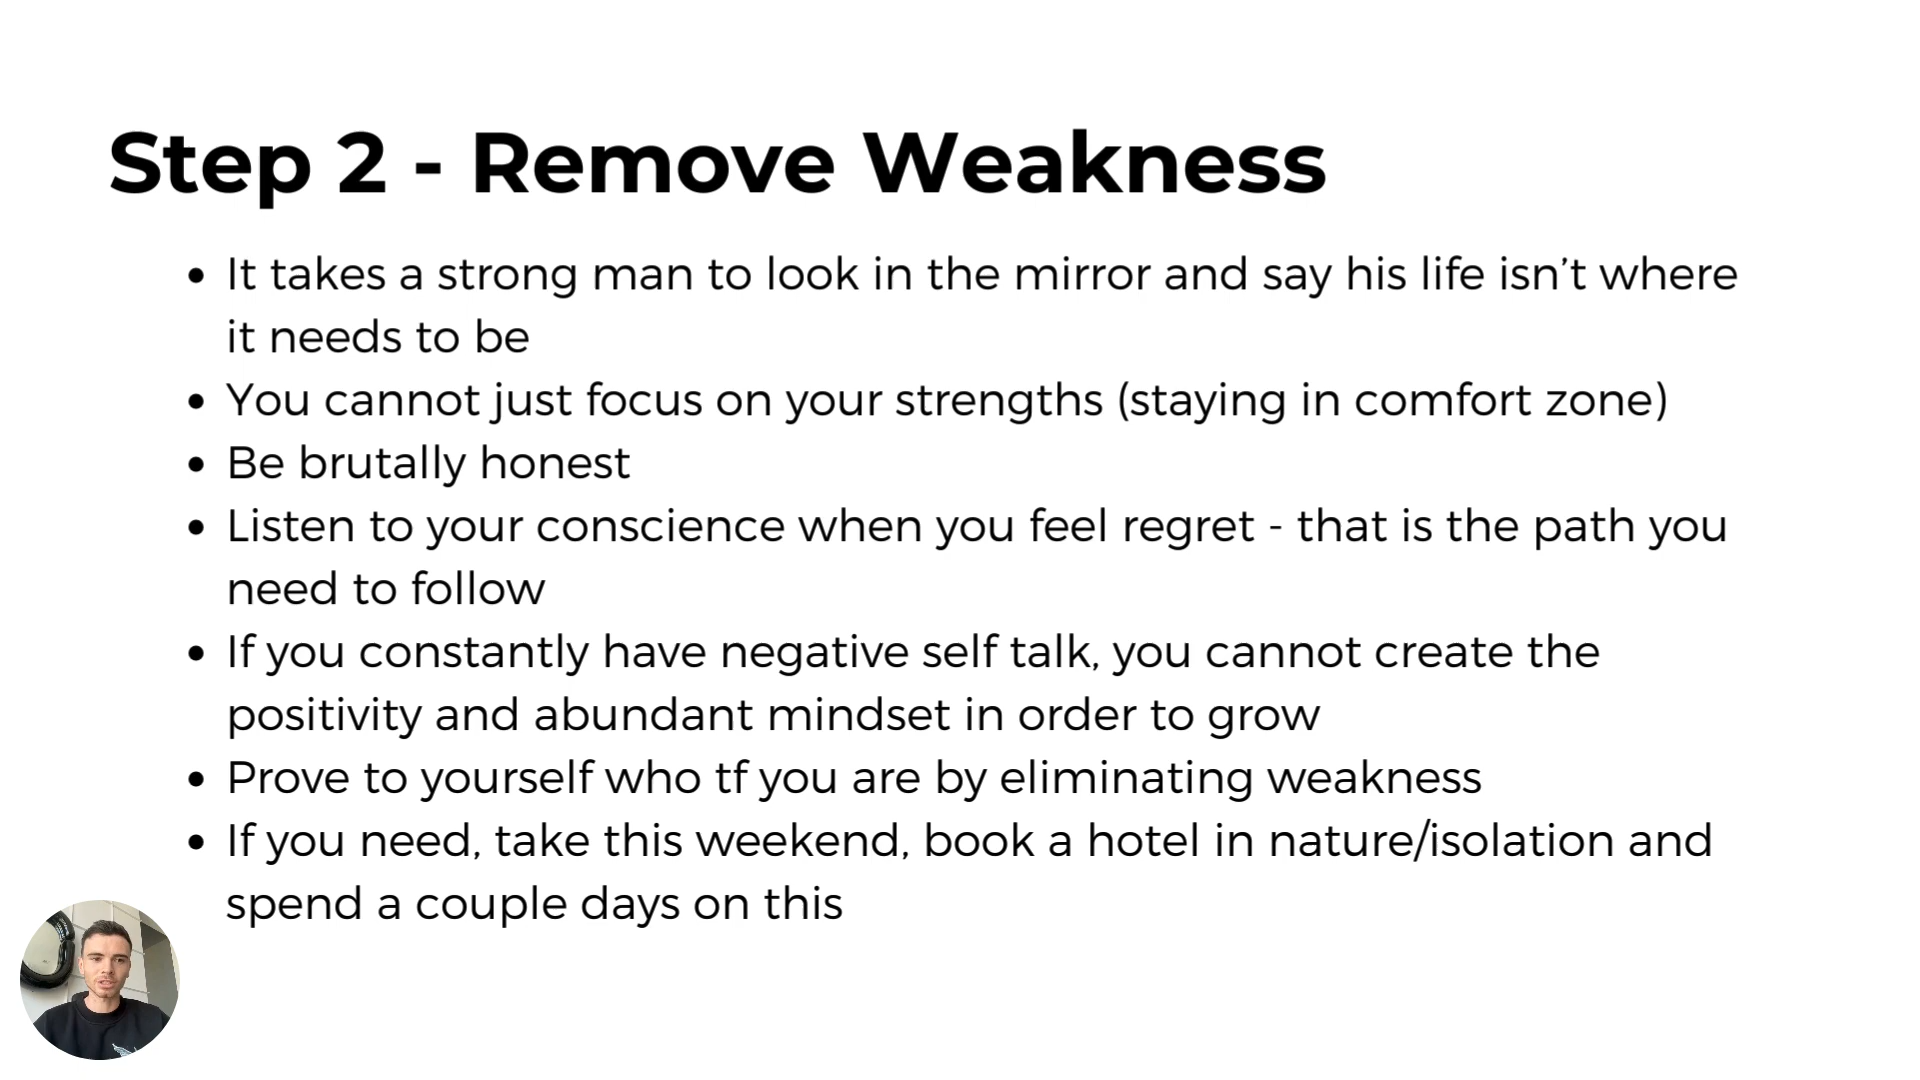 Step 2 - Remove Weakness
• It takes a strong man to look in the mirror and say his life isn’t where
it needs to be
• You cannot just focus on your strengths (staying in comfort zone)
• Be brutally honest
• Listen to your conscience when you feel regret - that is the path you
need to follow
• If you constantly have negative self talk, you cannot create the
positivity and abundant mindset in order to grow
• Prove to yourself who tf you are by eliminating weakness
• If you need, take this weekend, book a hotel in nature/isolation and
spend a couple days on this